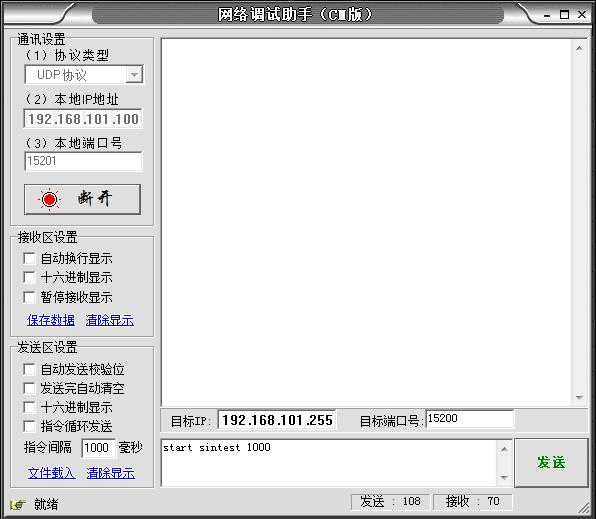 网络调试助手（CM版）
通讯设置
（1）协议类型
UDP协议
（2）本地IP地址
192.168.101.100
（3）本地端口号
15201
断开
接收区设置
自动换行显示
十六进制显示
暂停接收显示
保存数据 清除显示
发送区设置
自动发送校验位
发送完自动清空
十六进制显示
指令循环发送
指令间隔 1000 毫秒
文件载入 清除显示
目标IP: 192.168.101.255 目标端口号: 15200
start sintest 1000
发送
就绪
发送 : 108 接收 : 70